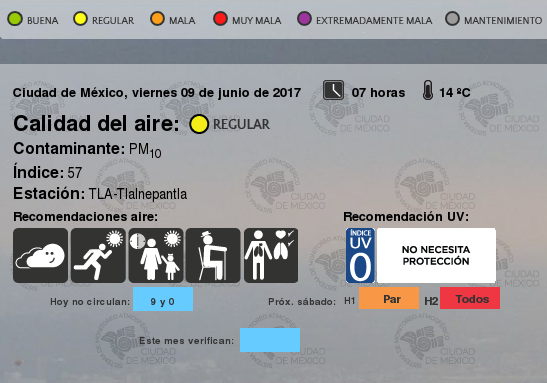 BUENA REGULAR MALA MUY MALA EXTREMADAMENTE MALA MANTENIMIENTO
Ciudad de México, viernes 09 de junio de 2017 07 horas 14 ºC
Calidad del aire: REGULAR
Contaminante: PM10
Índice: 57
Estación: TLA-Tlalnepantla
Recomendaciones aire: Recomendación UV:
ÍNDICE
UV
0
NO NECESITA
PROTECCIÓN
Hoy no circulan: 9 y 0 Próx. sábado: H1 Par H2 Todos
Este mes verifican:
CIUDAD
DE MÉXICO